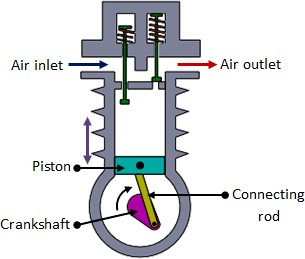 Air inlet
Air outlet
Piston
Connecting
rod
Crankshaft